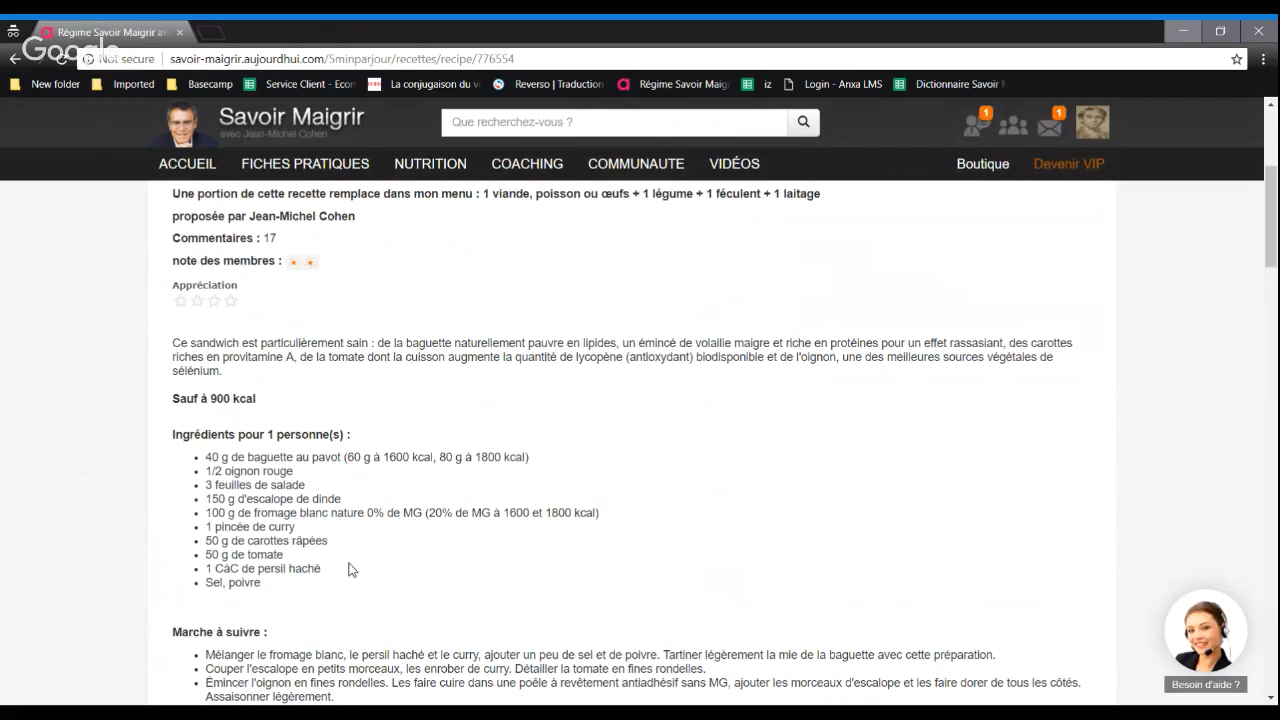 Régime Savoir Maigrir av
Google
Not secure
savoir-maigrir.aujourdhui.com/5minparjour/recettes/recipe/776554
New folder
Imported
Basecamp
Service Client - Econ
La conjugaison du v
Reverso | Traduction
Régime Savoir Maigr
iz
Login - Anxa LMS
Dictionnaire Savoir
Savoir Maigrir
avec Jean-Michel Cohen
Que recherchez-vous ?
1
1
ACCUEIL
FICHES PRATIQUES
NUTRITION
COACHING
COMMUNAUTE
VIDÉOS
Boutique
Devenir VIP
Une portion de cette recette remplace dans mon menu : 1 viande, poisson ou œufs + 1 légume + 1 féculent + 1 laitage
proposée par Jean-Michel Cohen
Commentaires : 17
note des membres :
Appréciation
Ce sandwich est particulièrement sain : de la baguette naturellement pauvre en lipides, un émincé de volaille maigre et riche en protéines pour un effet rassasiant, des carottes
riches en provitamine A, de la tomate dont la cuisson augmente la quantité de lycopène (antioxydant) biodisponible et de l'oignon, une des meilleures sources végétales de
sélénium.
Sauf à 900 kcal
Ingrédients pour 1 personne(s) :
40 g de baguette au pavot (60 g à 1600 kcal, 80 g à 1800 kcal)
1/2 oignon rouge
3 feuilles de salade
150 g d'escalope de dinde
100 g de fromage blanc nature 0% de MG (20% de MG à 1600 et 1800 kcal)
1 pincée de curry
50 g de carottes râpées
50 g de tomate
1 CàC de persil haché
Sel, poivre
Marche à suivre :
Mélanger le fromage blanc, le persil haché et le curry, ajouter un peu de sel et de poivre. Tartiner légèrement la mie de la baguette avec cette préparation.
Couper l'escalope en petits morceaux, les enrober de curry. Détailler la tomate en fines rondelles.
Émincer l'oignon en fines rondelles. Les faire cuire dans une poêle à revêtement antiadhésif sans MG, ajouter les morceaux d'escalope et les faire dorer de tous les côtés.
Assaisonner légèrement.
Besoin d'aide ?